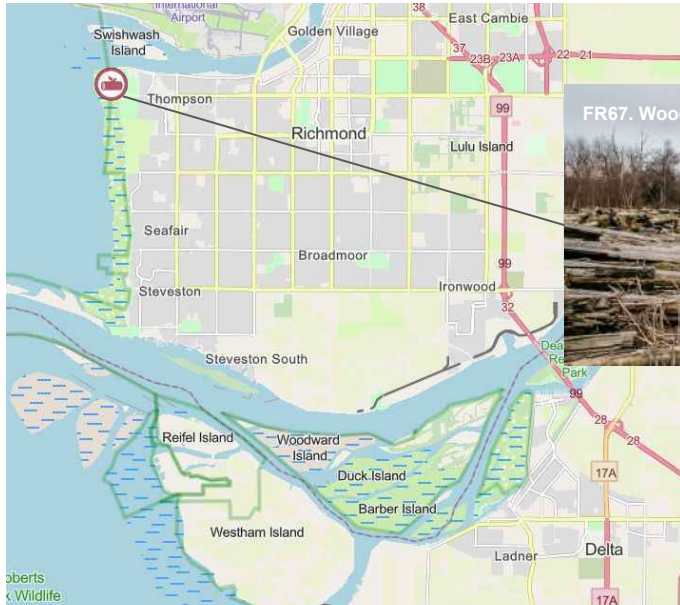 International
Airport
38
East Cambie
Swishwash
Island
Golden Village
37
23B
23A
22
21
Thompson
99
FR67.
Richmond
Lulu Island
Seafair
Broadmoor
99
Steveston
Ironwood
32
Steveston South
Park
99
28
28
Reifel Island
Woodward
Island
Duck Island
17A
Barber Island
Westham Island
Ladner
Delta
17A
Wildlife